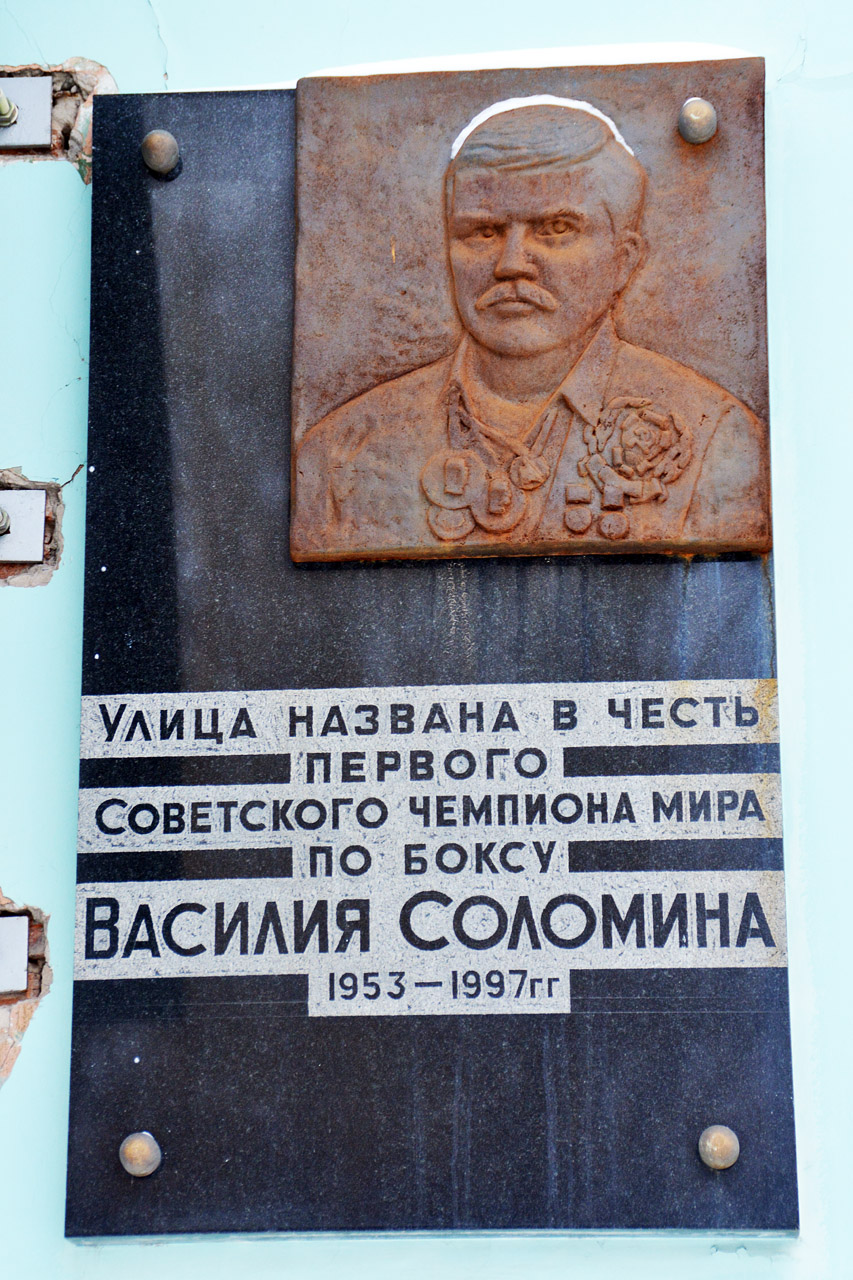 Улица названа в честь
первого
Советского чемпиона мира
по боксу
Василия Соломина
1953 – 1997гг